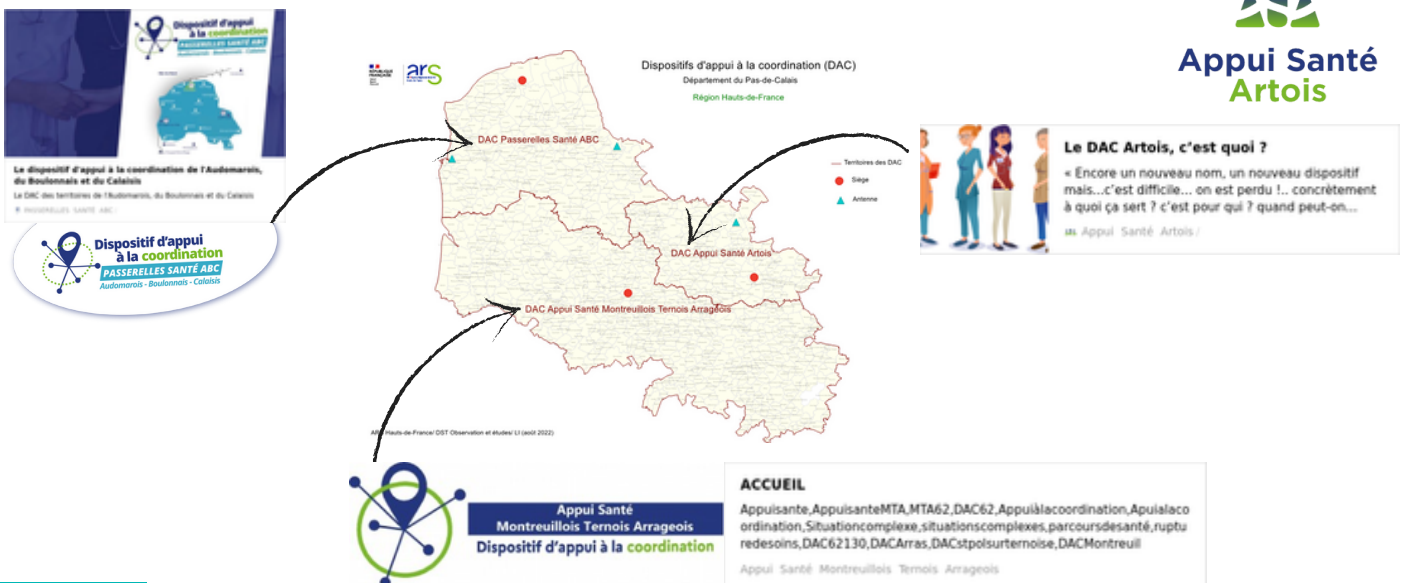 Dispositif d'appui
à la coordination
PASSERELLES SANTÉ ABC
Audomarois - Boulonnais - Calaisis
Le dispositif d'appui à la coordination de l'Audomarois,
du Boulonnais et du Calaisis
Le DAC des territoires de l'Audomarois, du Boulonnais et du Calaisis
PASSERELLES SANTÉ ABC /
Dispositif d'appui
à la coordination
PASSERELLES SANTÉ ABC
Audomarois - Boulonnais - Calaisis
RÉPUBLIQUE
FRANÇAISE
ars
Dispositifs d'appui à la coordination (DAC)
Département du Pas-de-Calais
Région Hauts-de-France
DAC Passerelles Santé ABC
DAC Appui Santé Artois
DAC Appui Santé Montreuillois Ternois Arrageois
Territoires des DAC
Siège
Antenne
Hauts-de-France/ DST Observation et études/ LI (août 2022)
Appui Santé
Artois
Le DAC Artois, c'est quoi ?
« Encore un nouveau nom, un nouveau dispositif
mais...c'est difficile... on est perdu !.. concrètement
à quoi ça sert ? c'est pour qui ? quand peut-on...
Appui Santé Artois /
Appui Santé
Montreuillois Ternois Arrageois
Dispositif d'appui à la coordination
ACCUEIL
Appuisante,AppuisanteMTA,MTA62,DAC62,Appuiàlacoordination,Apuialaco
ordination,Situationcomplexe,situationscomplexes,parcoursdesanté,ruptu
redesoins,DAC62130,DACArras,DACstpolsurternoise,DACMontreuil
Appui Santé Montreuillois Ternois Arrageois